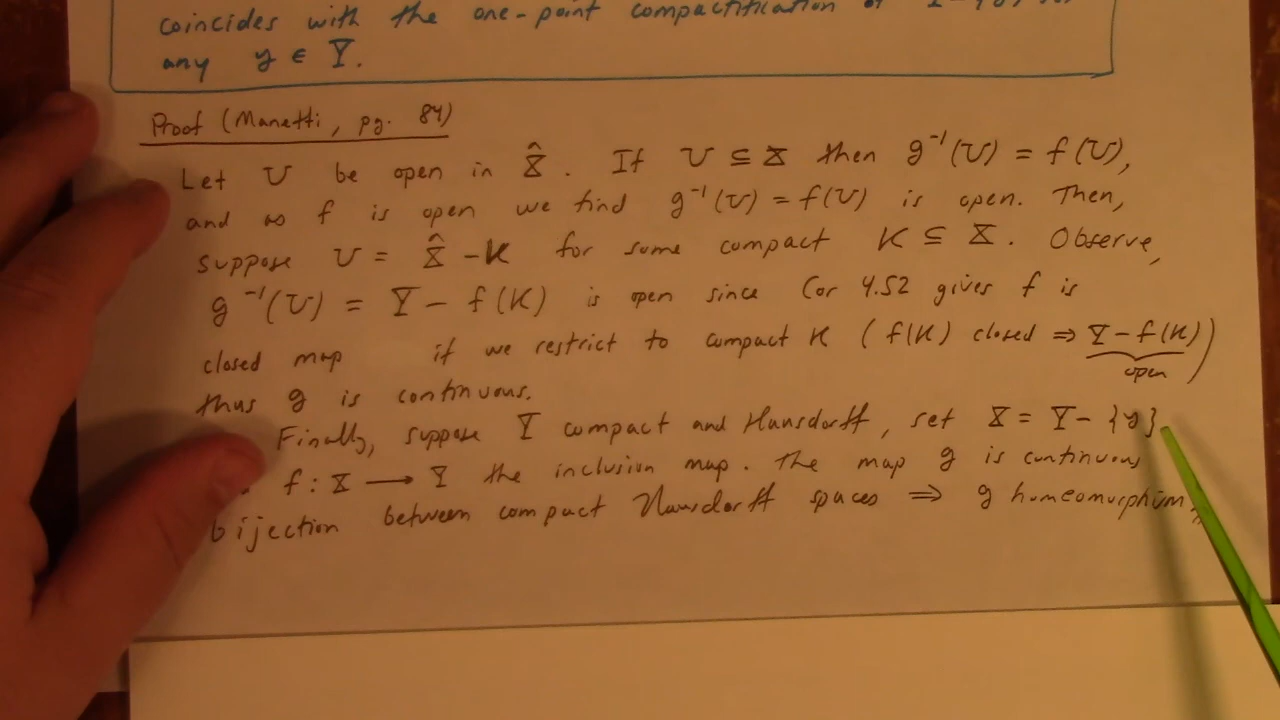 coincides with the one-point compactification of
any y ∈ Y.
Proof (Manetti, pg. 84)
Let U be open in X̂. If U ⊆ X then g⁻¹(U) = f(U),
and as f is open we find g⁻¹(U) = f(U) is open. Then,
suppose U = X̂ - K for some compact K ⊆ X. Observe,
g⁻¹(U) = Y - f(K) is open since Cor 4.52 gives f is
closed map if we restrict to compact K ( f(K) closed ⇒ Y - f(K) )
open
thus g is continuous.
Finally, suppose Y compact and Hausdorff, set X = Y - {y}
f : X → Y the inclusion map. The map g is continuous
bijection between compact Hausdorff spaces ⇒ g homeomorphism //